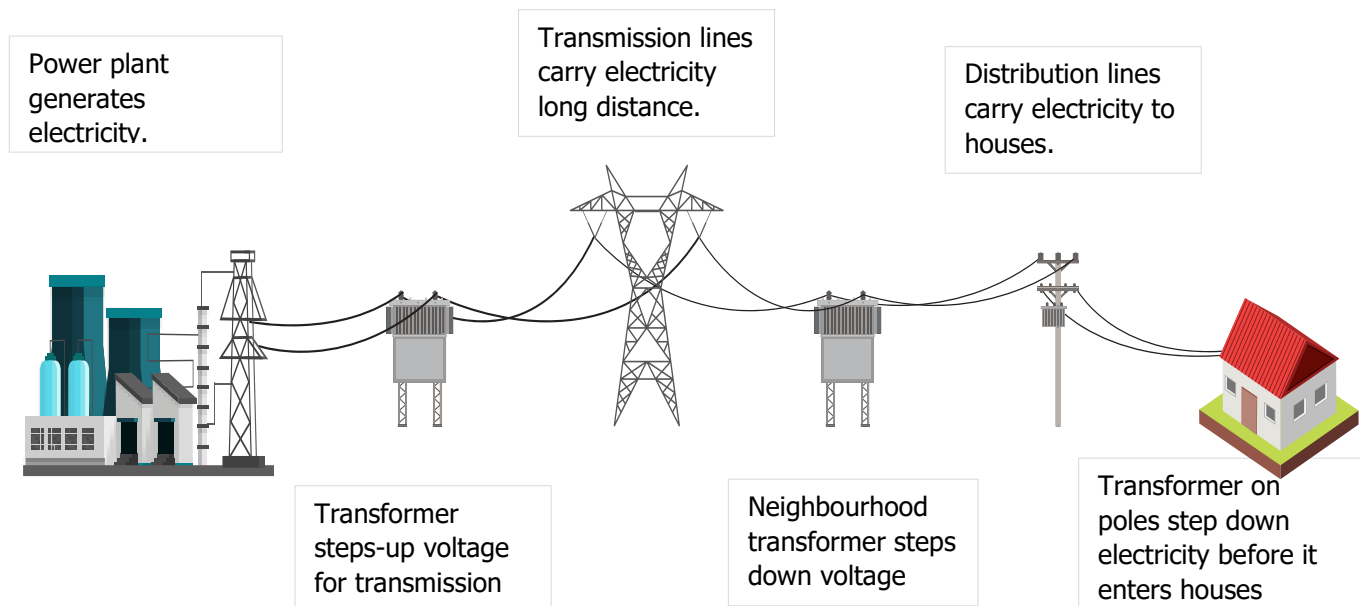 Power plant
generates
electricity.
Transmission lines
carry electricity
long distance.
Distribution lines
carry electricity to
houses.
Transformer
steps-up voltage
for transmission
Neighbourhood
transformer steps
down voltage
Transformer on
poles step down
electricity before it
enters houses